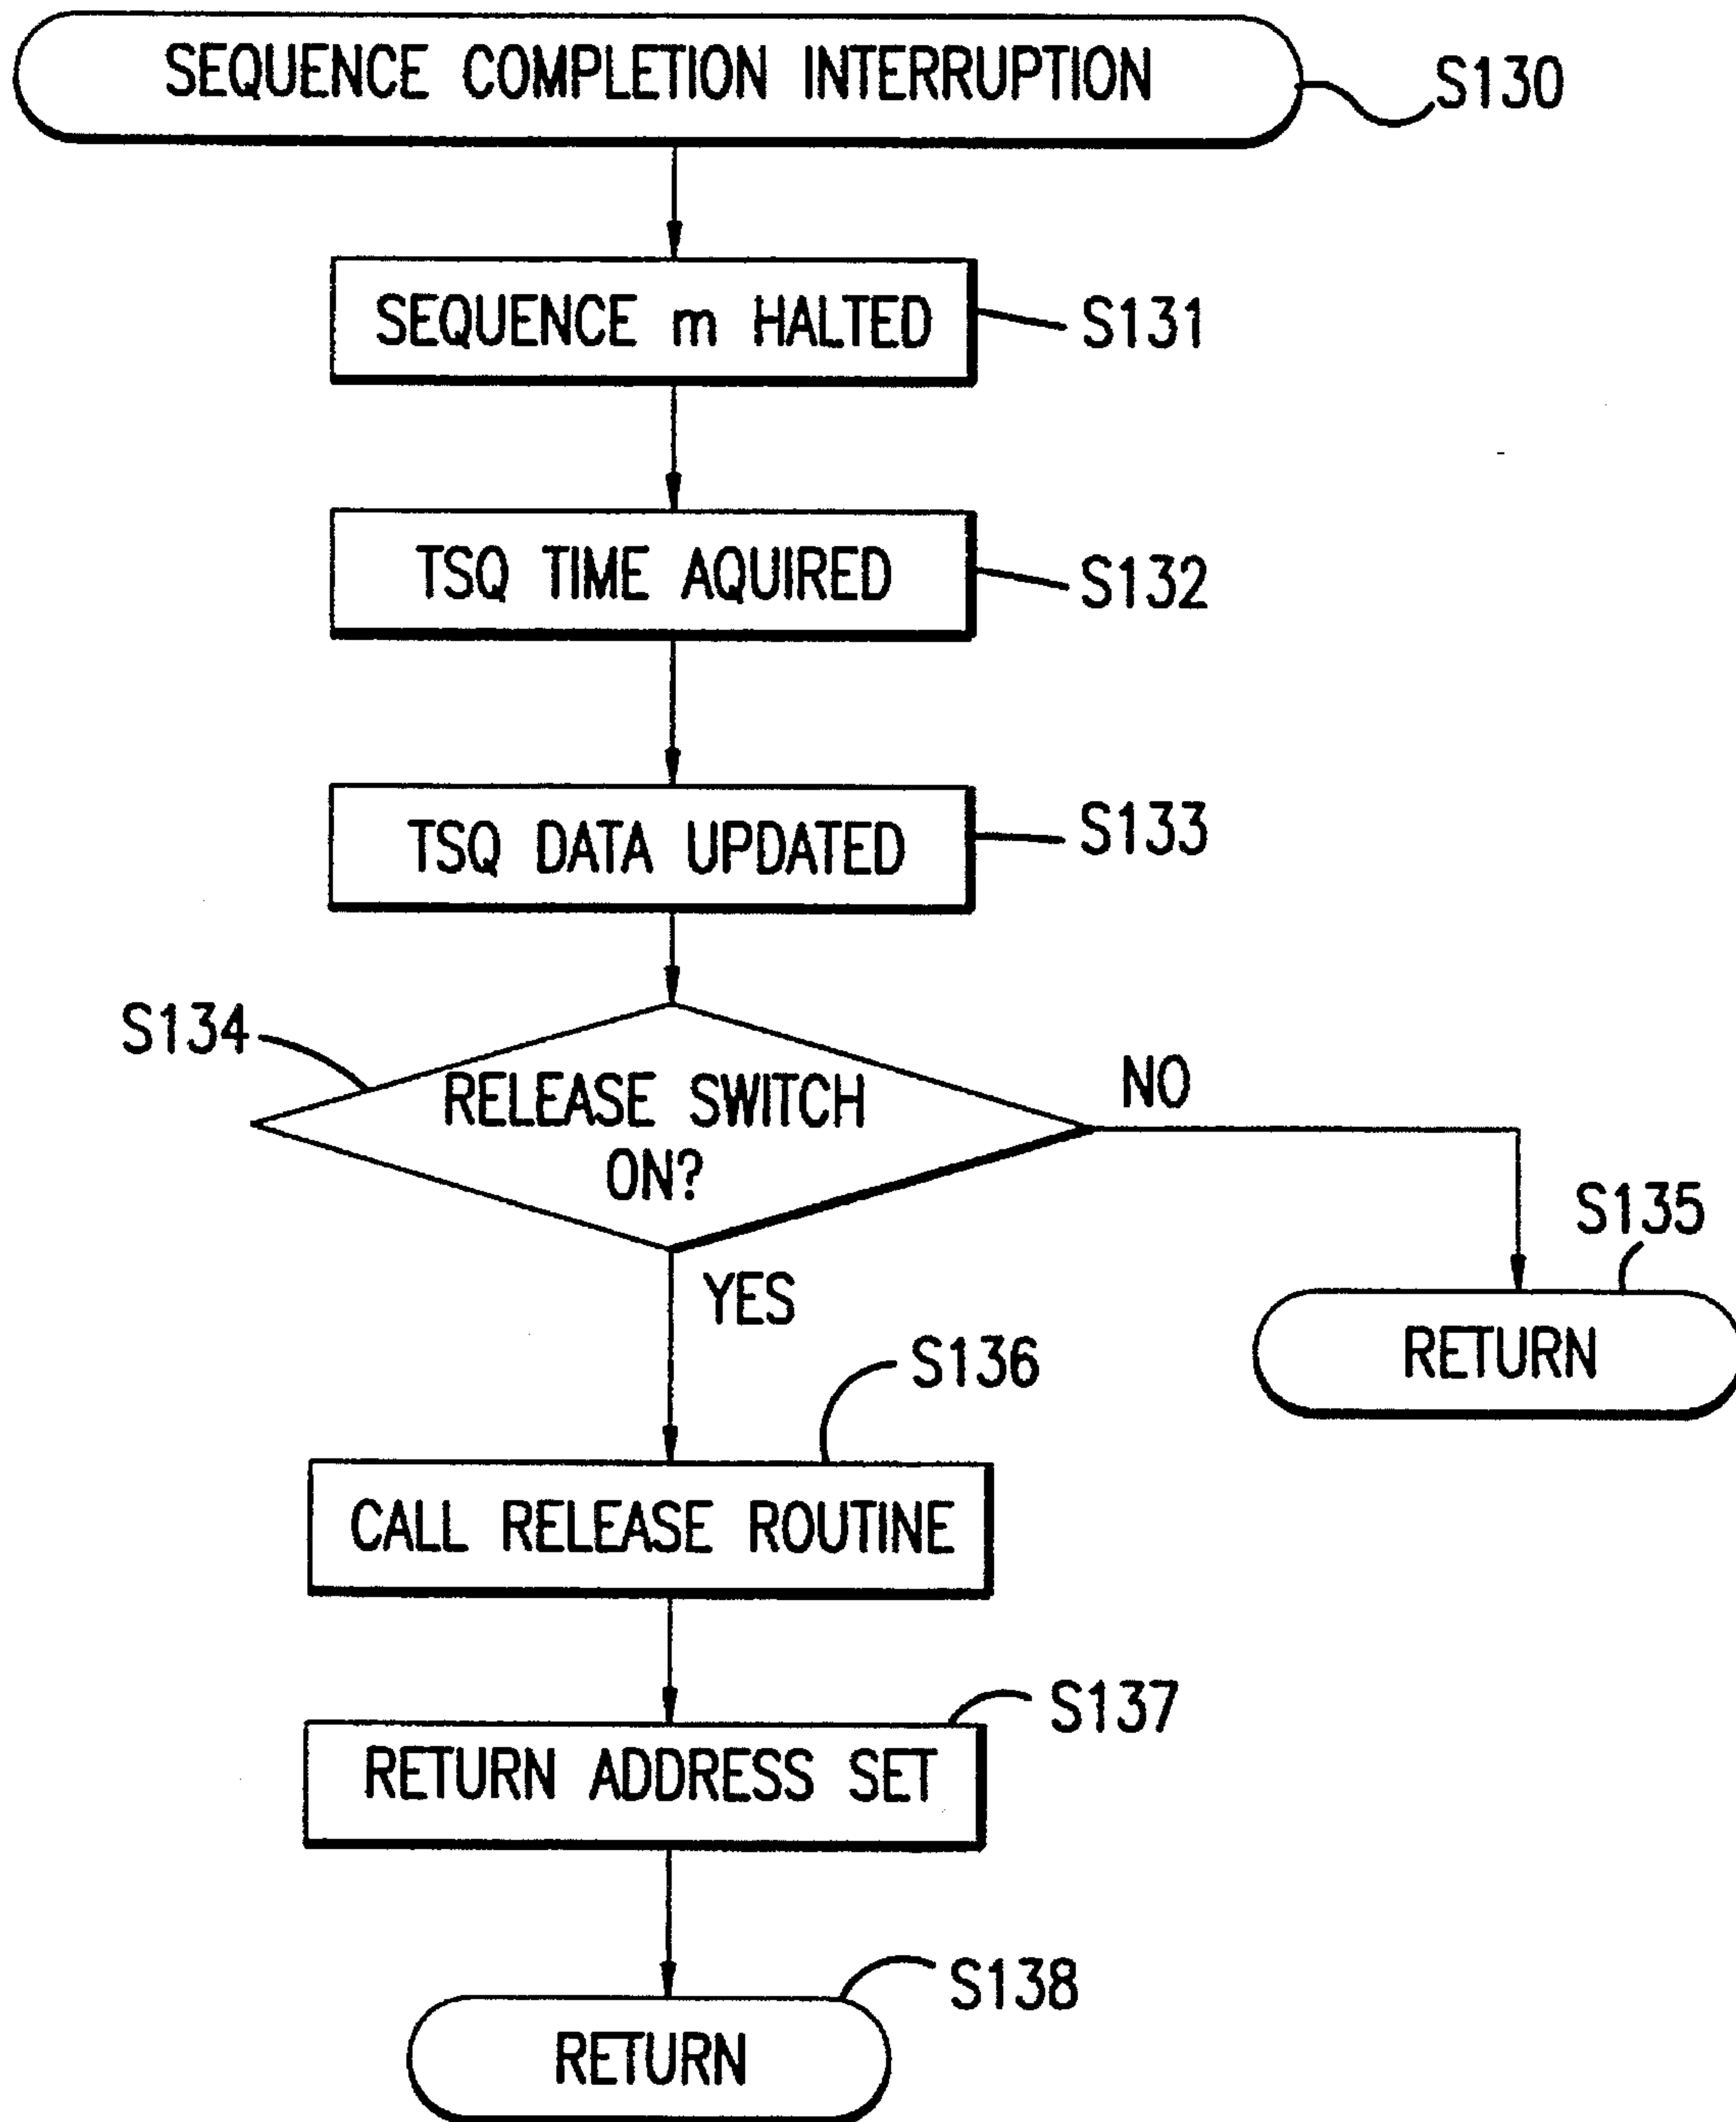 SEQUENCE COMPLETION INTERRUPTION
S130
SEQUENCE m HALTED
S131
TSQ TIME AQUIRED
S132
TSQ DATA UPDATED
S133
S134
RELEASE SWITCH
ON?
NO
S135
RETURN
YES
S136
CALL RELEASE ROUTINE
S137
RETURN ADDRESS SET
S138
RETURN